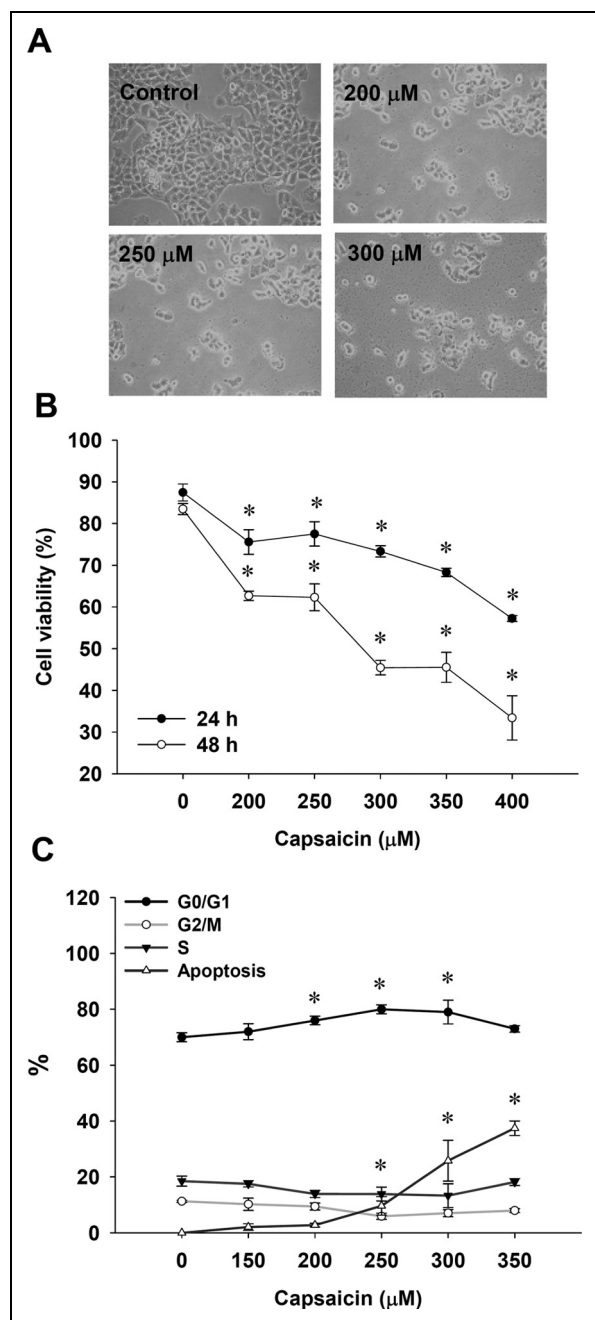 A
Control
200 μM
250 μM
300 μM
B
Cell viability (%)
100
90
80
70
60
50
40
30
20
* * * * *
* * * * *
24 h
48 h
0 200 250 300 350 400
Capsaicin (μM)
C
%
120
100
80
60
40
20
0
G0/G1
G2/M
S
Apoptosis
* * *
* * *
0 150 200 250 300 350
Capsaicin (μM)